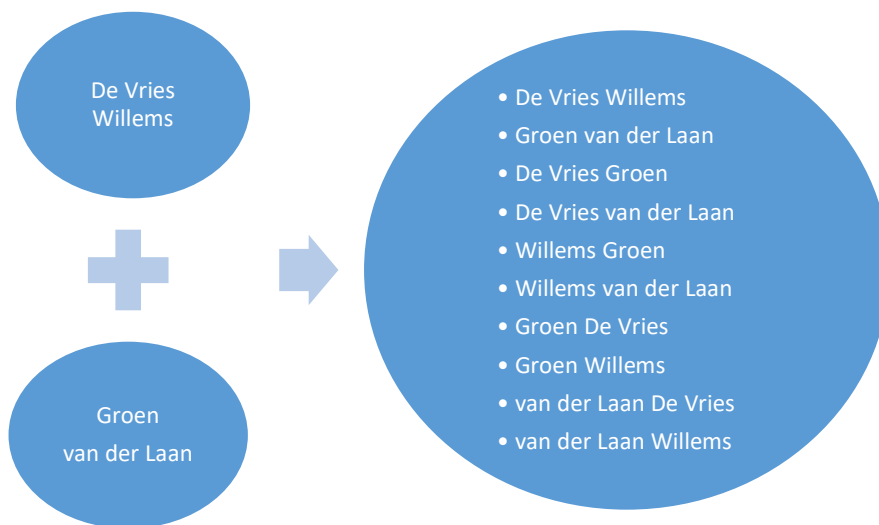 De Vries
Willems
Groen
van der Laan
• De Vries Willems
• Groen van der Laan
• De Vries Groen
• De Vries van der Laan
• Willems Groen
• Willems van der Laan
• Groen De Vries
• Groen Willems
• van der Laan De Vries
• van der Laan Willems